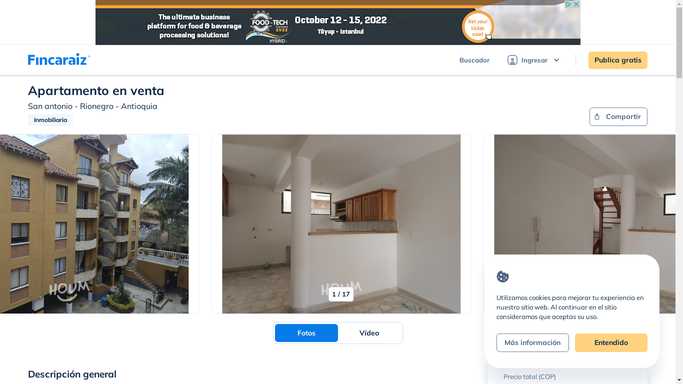 The ultimate business
platform for food & beverage
processing solutions!
FOOD-TECH
HYBRID
October 12 - 15, 2022
Tüyap - Istanbul
Get your
ticket
now!
Fincaraiz
Buscador
Ingresar
Publica gratis
Apartamento en venta
San antonio - Rionegro - Antioquia
Inmobiliaria
Compartir
HOUM
HOUM
1 / 17
Fotos
Vídeo
Utilizamos cookies para mejorar tu experiencia en
nuestro sitio web. Al continuar en el sitio
consideramos que aceptas su uso.
Más información
Entendido
Descripción general
Precio total (COP)